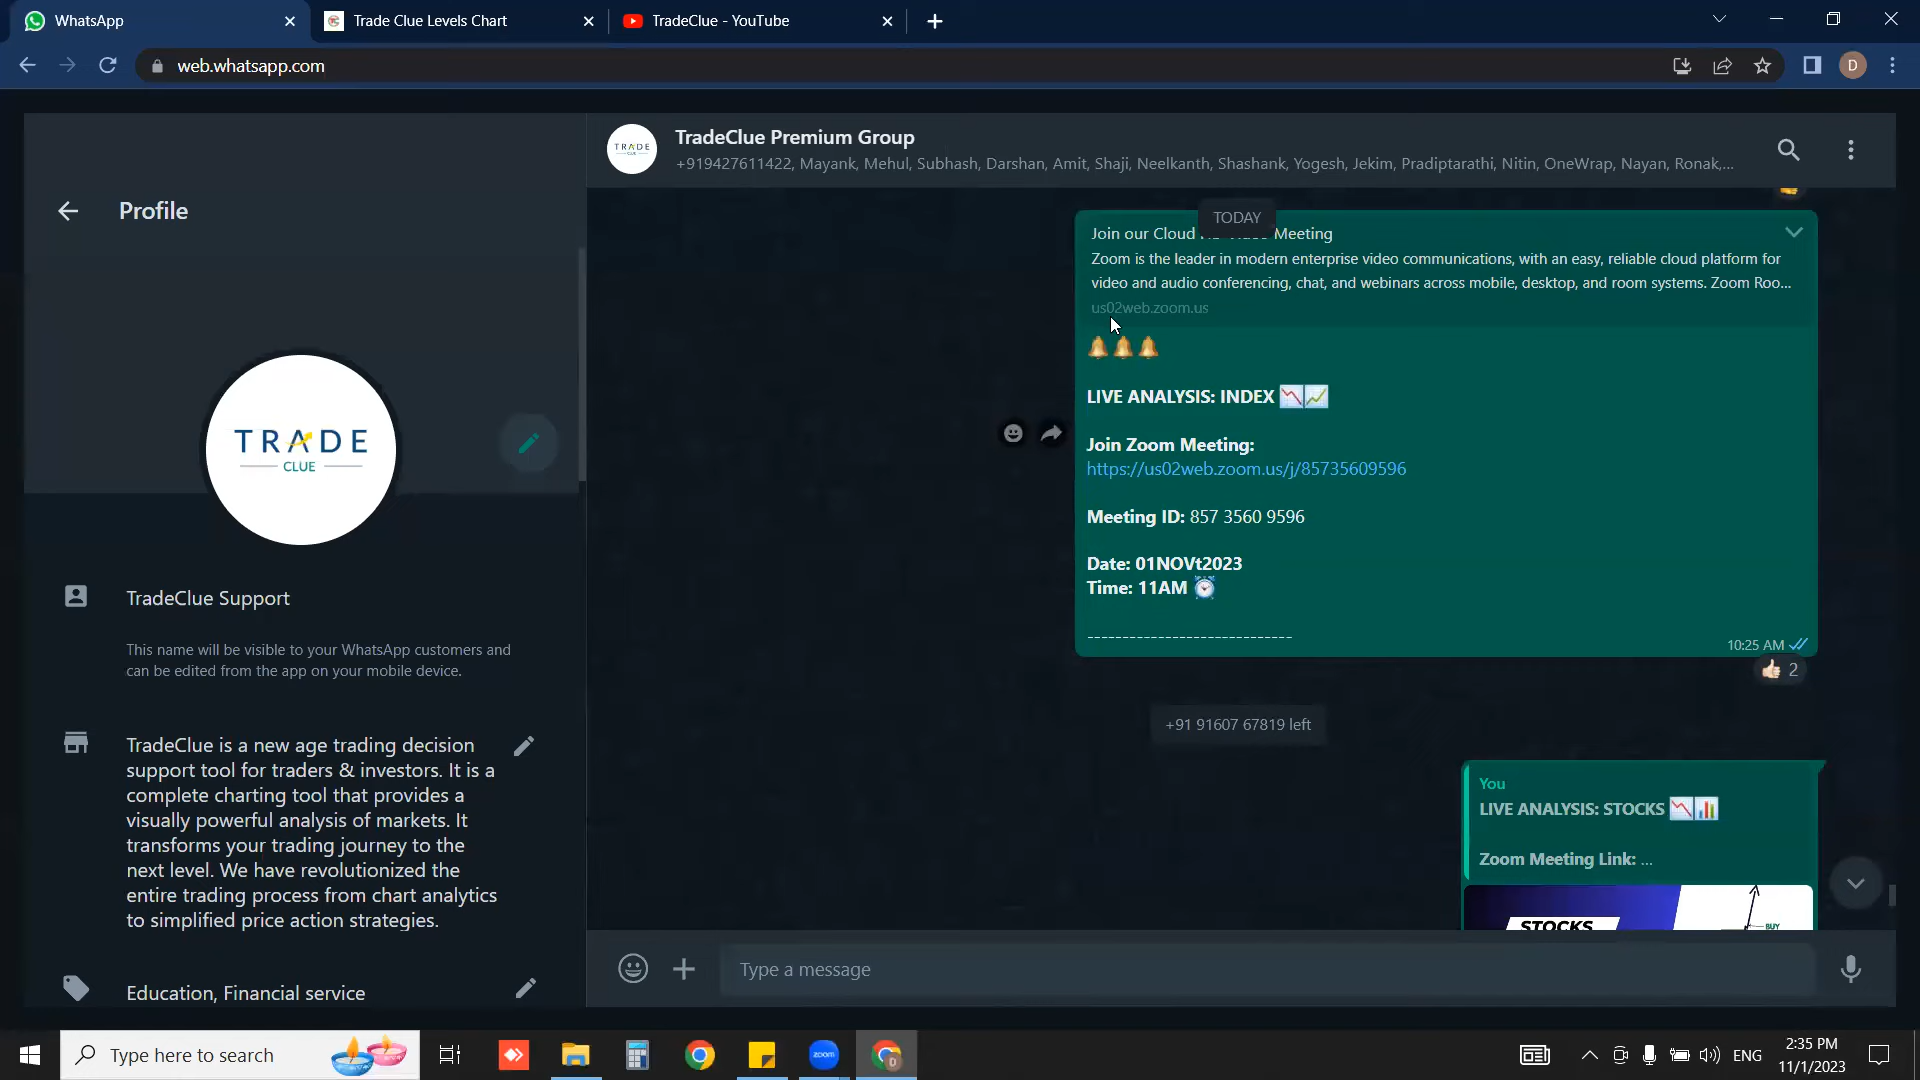 WhatsApp
Trade Clue Levels Chart
TradeClue - YouTube
web.whatsapp.com
D
Profile
TRADE
CLUE
TradeClue Support
This name will be visible to your WhatsApp customers and
can be edited from the app on your mobile device.
TradeClue is a new age trading decision
support tool for traders & investors. It is a
complete charting tool that provides a
visually powerful analysis of markets. It
transforms your trading journey to the
next level. We have revolutionized the
entire trading process from chart analytics
to simplified price action strategies.
Education, Financial service
TRADE
CLUE
TradeClue Premium Group
+919427611422, Mayank, Mehul, Subhash, Darshan, Amit, Shaji, Neelkanth, Shashank, Yogesh, Jekim, Pradiptarathi, Nitin, OneWrap, Nayan, Ronak,...
TODAY
Join our Cloud Meeting
Zoom is the leader in modern enterprise video communications, with an easy, reliable cloud platform for
video and audio conferencing, chat, and webinars across mobile, desktop, and room systems. Zoom Roo...
us02web.zoom.us
🔔🔔🔔
LIVE ANALYSIS: INDEX 📉📈
Join Zoom Meeting:
https://us02web.zoom.us/j/85735609596
Meeting ID: 857 3560 9596
Date: 01NOVt2023
Time: 11AM ⏰
-----------------------------
10:25 AM
👍🏻 2
+91 91607 67819 left
You
LIVE ANALYSIS: STOCKS 📉📊
Zoom Meeting Link: ...
STOCKS
BUY
Type a message
Type here to search
zoom
ENG
2:35 PM
11/1/2023